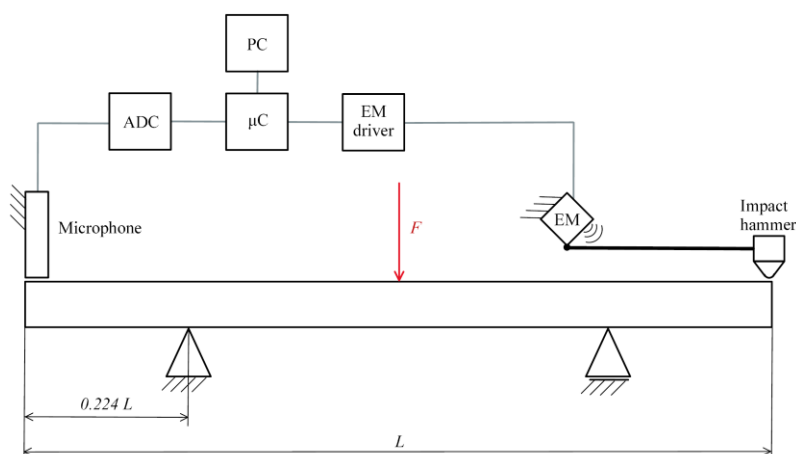 PC
ADC
μC
EM
driver
Microphone
F
EM
Impact
hammer
0.224 L
L